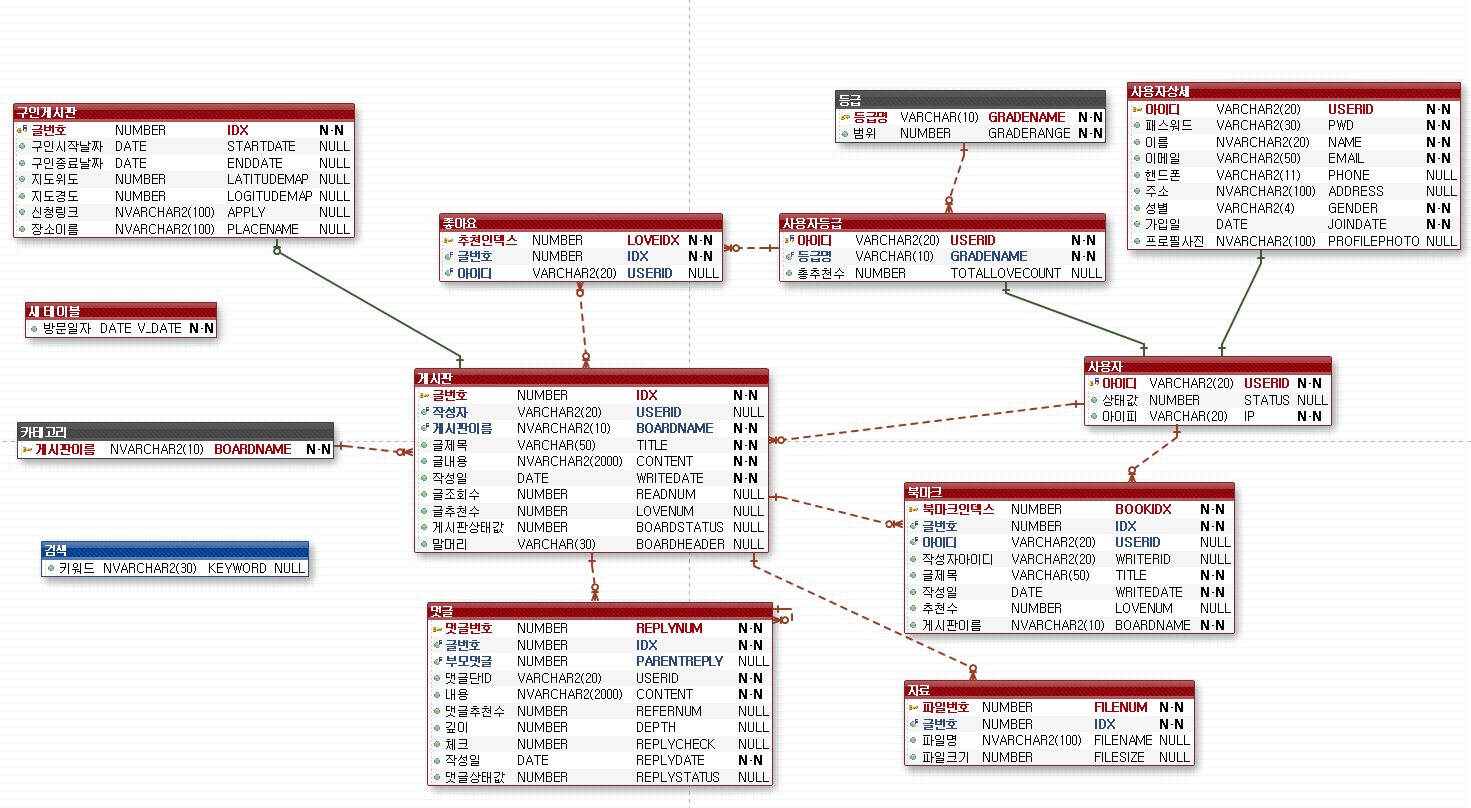 구인게시판
글번호 NUMBER IDX N-N
구인시작날짜 DATE STARTDATE NULL
구인종료날짜 DATE ENDDATE NULL
지도위도 NUMBER LATITUDEMAP NULL
지도경도 NUMBER LOGITUDEMAP NULL
신청링크 NVARCHAR2(100) APPLY NULL
장소이름 NVARCHAR2(100) PLACENAME NULL
등급
등급명 VARCHAR(10) GRADENAME N-N
범위 NUMBER GRADERANGE N-N
사용자상세
아이디 VARCHAR2(20) USERID N-N
패스워드 VARCHAR2(30) PWD N-N
이름 NVARCHAR2(20) NAME N-N
이메일 VARCHAR2(50) EMAIL N-N
핸드폰 VARCHAR2(11) PHONE NULL
주소 NVARCHAR2(100) ADDRESS NULL
성별 VARCHAR2(4) GENDER N-N
가입일 DATE JOINDATE N-N
프로필사진 NVARCHAR2(100) PROFILEPHOTO NULL
좋아요
추천인덱스 NUMBER LOVEIDX N-N
글번호 NUMBER IDX N-N
아이디 VARCHAR2(20) USERID NULL
사용자등급
아이디 VARCHAR2(20) USERID N-N
등급명 VARCHAR(10) GRADENAME N-N
총추천수 NUMBER TOTALLOVECOUNT NULL
새 테이블
방문일자 DATE V_DATE N-N
게시판
글번호 NUMBER IDX N-N
작성자 VARCHAR2(20) USERID NULL
게시판이름 NVARCHAR2(10) BOARDNAME N-N
글제목 VARCHAR(50) TITLE N-N
글내용 NVARCHAR2(2000) CONTENT N-N
작성일 DATE WRITEDATE N-N
글조회수 NUMBER READNUM NULL
글추천수 NUMBER LOVENUM NULL
게시판상태값 NUMBER BOARDSTATUS NULL
말머리 VARCHAR(30) BOARDHEADER NULL
사용자
아이디 VARCHAR2(20) USERID N-N
상태값 NUMBER STATUS NULL
아이피 VARCHAR(20) IP N-N
카테고리
게시판이름 NVARCHAR2(10) BOARDNAME N-N
북마크
북마크인덱스 NUMBER BOOKIDX N-N
글번호 NUMBER IDX N-N
아이디 VARCHAR2(20) USERID N-N
작성자아이디 VARCHAR2(20) WRITERID NULL
글제목 VARCHAR(50) TITLE N-N
작성일 DATE WRITEDATE N-N
추천수 NUMBER LOVENUM NULL
게시판이름 NVARCHAR2(10) BOARDNAME N-N
검색
키워드 NVARCHAR2(30) KEYWORD NULL
댓글
댓글번호 NUMBER REPLYNUM N-N
글번호 NUMBER IDX N-N
부모댓글 NUMBER PARENTREPLY NULL
댓글단ID VARCHAR2(20) USERID N-N
내용 NVARCHAR2(2000) CONTENT N-N
댓글추천수 NUMBER REFERNUM NULL
깊이 NUMBER DEPTH NULL
체크 NUMBER REPLYCHECK NULL
작성일 DATE REPLYDATE N-N
댓글상태값 NUMBER REPLYSTATUS NULL
자료
파일번호 NUMBER FILENUM N-N
글번호 NUMBER IDX N-N
파일명 NVARCHAR2(100) FILENAME NULL
파일크기 NUMBER FILESIZE NULL